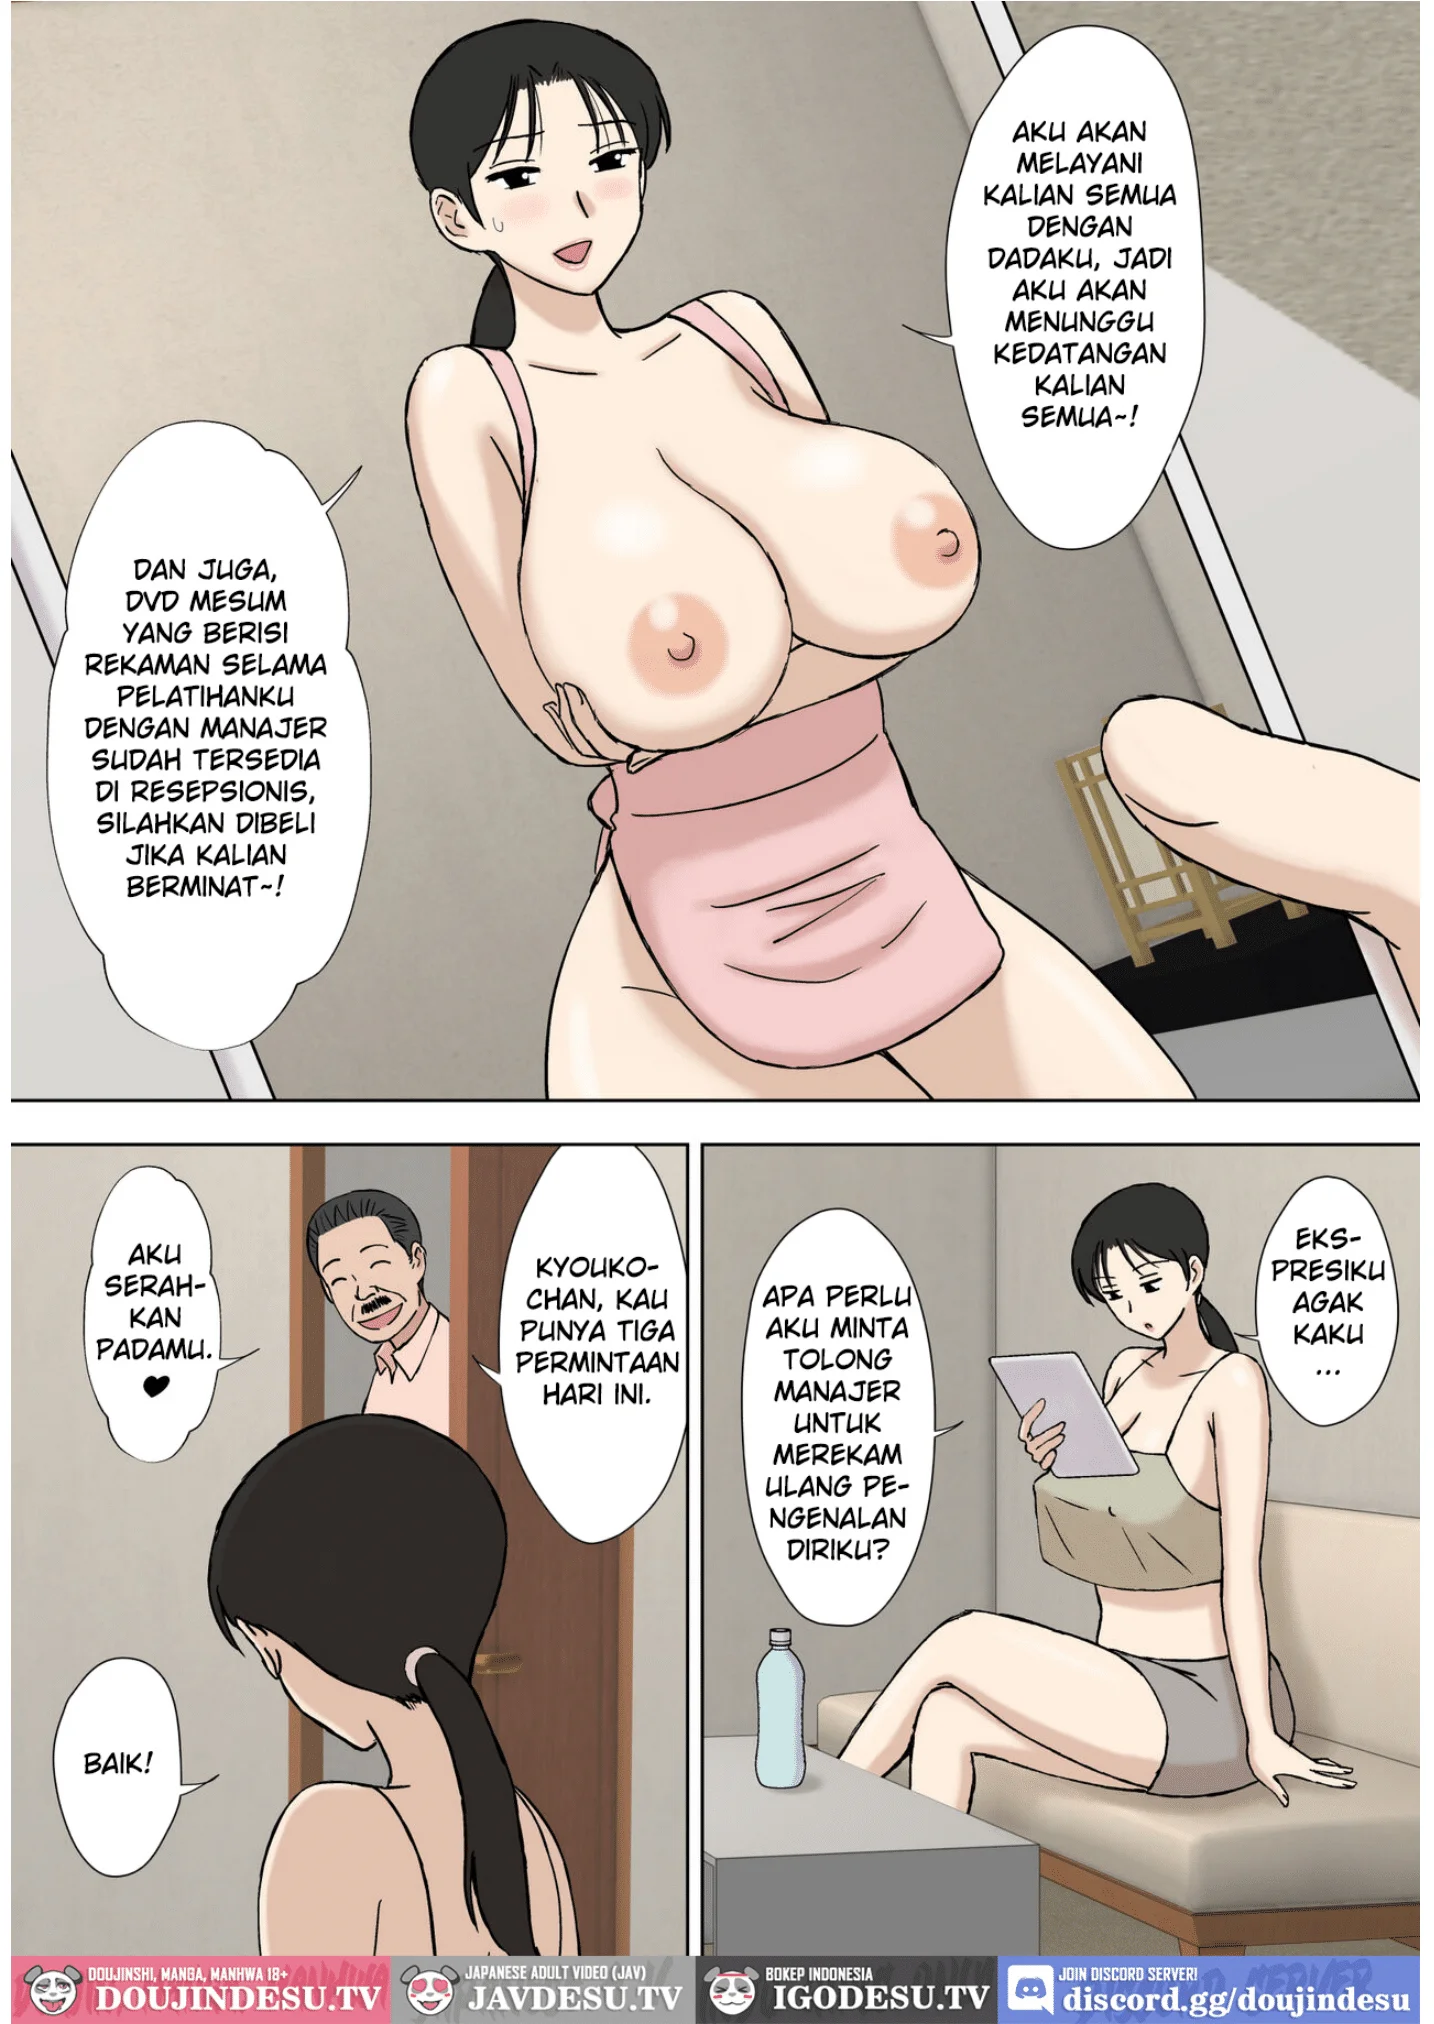 AKU AKAN
MELAYANI
KALIAN SEMUA
DENGAN
DADAKU, JADI
AKU AKAN
MENUNGGU
KEDATANGAN
KALIAN
SEMUA~!
DAN JUGA,
DVD MESUM
YANG BERISI
REKAMAN SELAMA
PELATIHANKU
DENGAN MANAJER
SUDAH TERSEDIA
DI RESEPSIONIS,
SILAHKAN DIBELI
JIKA KALIAN
BERMINAT~!
EKS-
PRESIKU
AGAK
KAKU
...
APA PERLU
AKU MINTA
TOLONG
MANAJER
UNTUK
MEREKAM
ULANG PE-
NGENALAN
DIRIKU?
KYOUKO-
CHAN, KAU
PUNYA TIGA
PERMINTAAN
HARI INI.
AKU
SERAH-
KAN
PADAMU.
♥
BAIK!
DOUJINSHI, MANGA, MANHWA 18+
DOUJINDESU.TV
JAPANESE ADULT VIDEO (JAV)
JAVDESU.TV
BOKEP INDONESIA
IGODESU.TV
JOIN DISCORD SERVER!
discord.gg/doujindesu